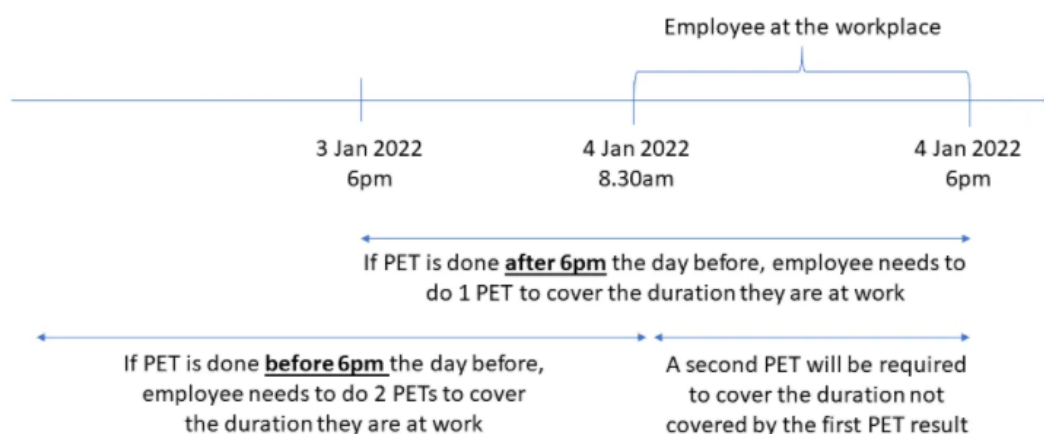 Employee at the workplace
3 Jan 2022
6pm
4 Jan 2022
8.30am
4 Jan 2022
6pm
If PET is done after 6pm the day before, employee needs to
do 1 PET to cover the duration they are at work
If PET is done before 6pm the day before,
employee needs to do 2 PETs to cover
the duration they are at work
A second PET will be required
to cover the duration not
covered by the first PET result